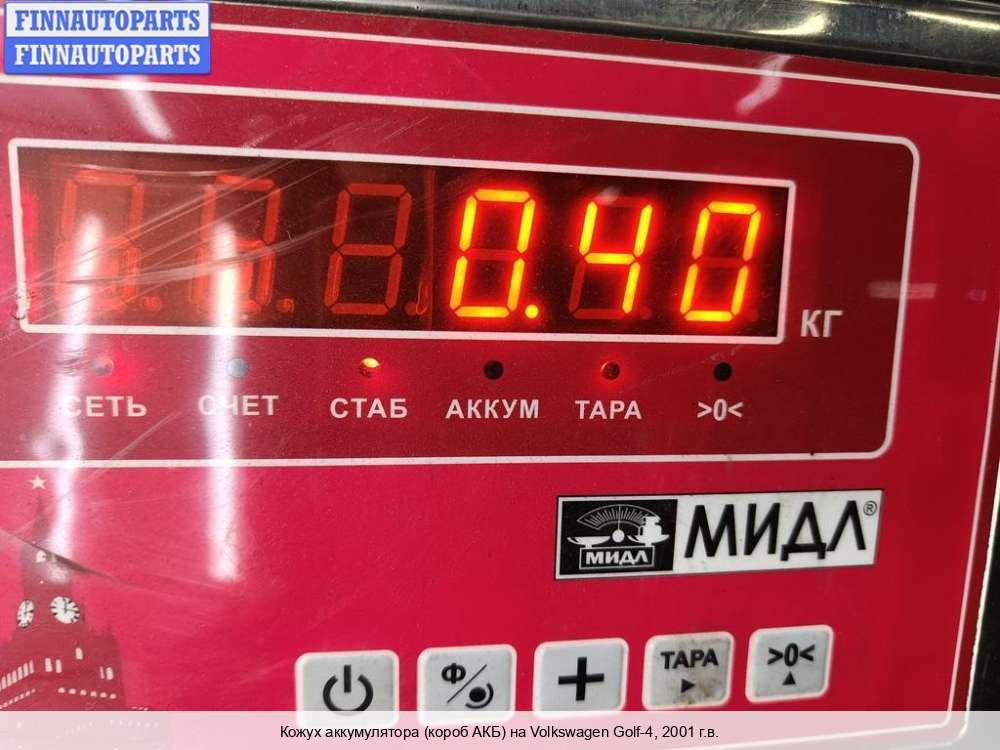 FINNAUTOPARTS
FINNAUTOPARTS
0.40
КГ
СЕТЬ СЧЕТ СТАБ АККУМ ТАРА >0<
МИДЛ МИДЛ®
Ф + ТАРА >0<
Кожух аккумулятора (короб АКБ) на Volkswagen Golf-4, 2001 г.в.